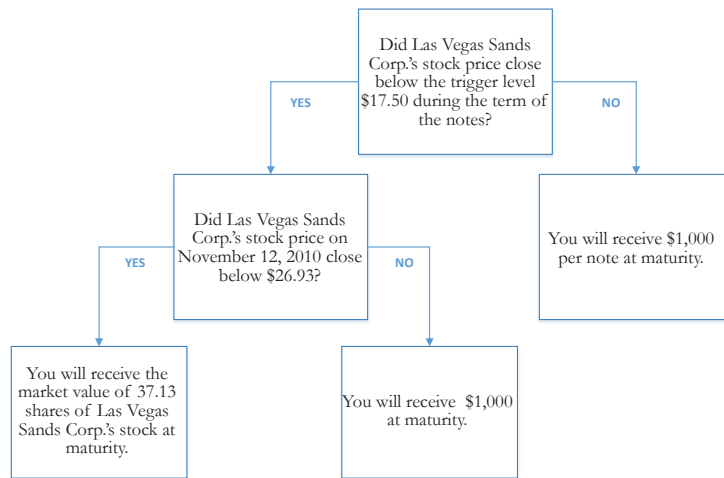 Did Las Vegas Sands
Corp.'s stock price close
below the trigger level
$17.50 during the term of
the notes?
YES
NO
Did Las Vegas Sands
Corp.'s stock price on
November 12, 2010 close
below $26.93?
You will receive $1,000
per note at maturity.
YES
NO
You will receive the
market value of 37.13
shares of Las Vegas
Sands Corp.'s stock at
maturity.
You will receive $1,000
at maturity.